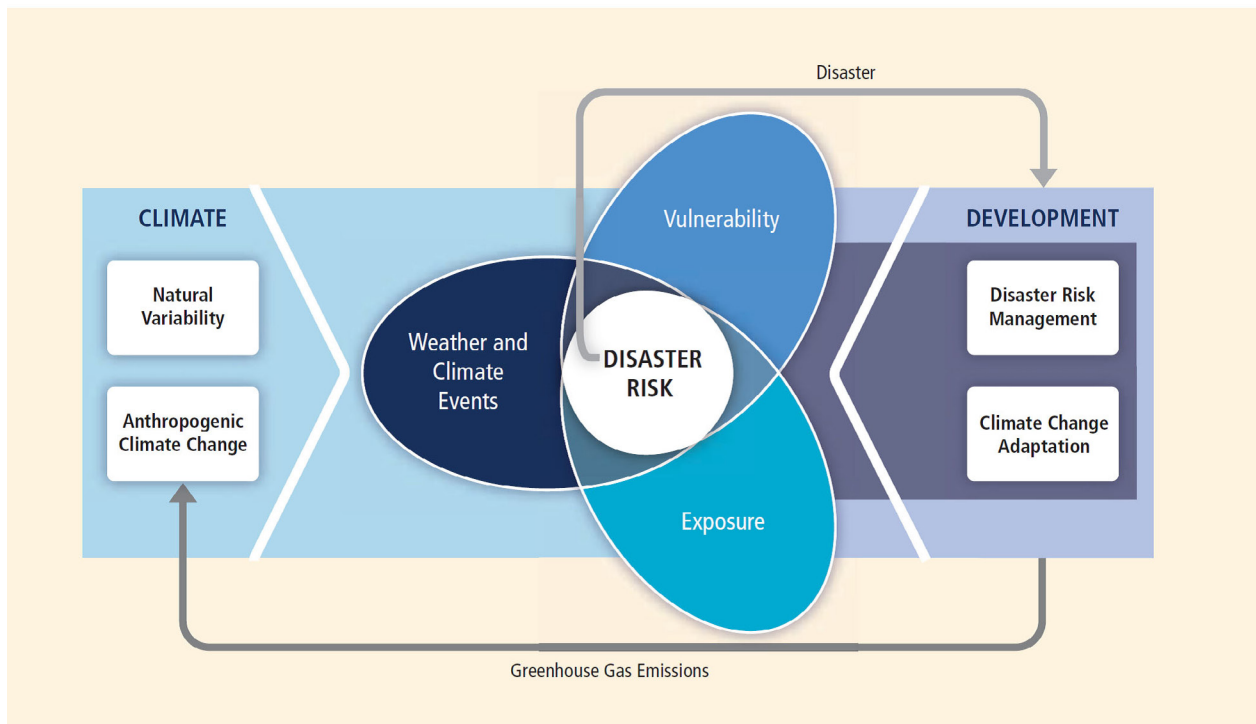 Disaster
CLIMATE
Natural
Variability
Anthropogenic
Climate Change
Vulnerability
Weather and
Climate
Events
DISASTER
RISK
Exposure
DEVELOPMENT
Disaster Risk
Management
Climate Change
Adaptation
Greenhouse Gas Emissions